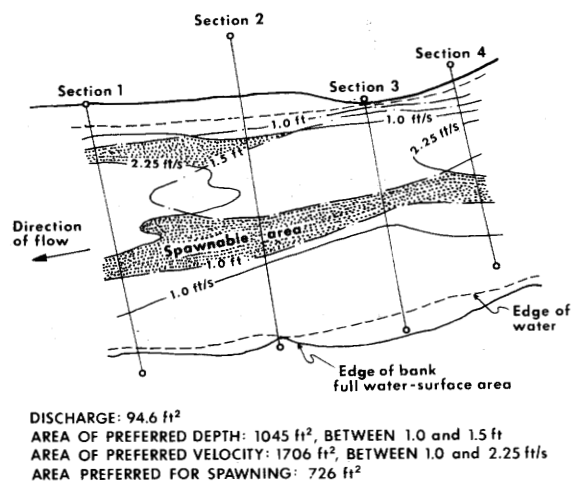 Section 2
Section 4
Section 1
Section 3
1.0 ft
1.0 ft/s
2.25 ft/s
1.5 ft
2.25 ft/s
Direction
of flow
Spawnable area
1.0 ft
1.0 ft/s
Edge of
water
Edge of bank
full water-surface area
DISCHARGE: 94.6 ft²
AREA OF PREFERRED DEPTH: 1045 ft², BETWEEN 1.0 and 1.5 ft
AREA OF PREFERRED VELOCITY: 1706 ft², BETWEEN 1.0 and 2.25 ft/s
AREA PREFERRED FOR SPAWNING: 726 ft²